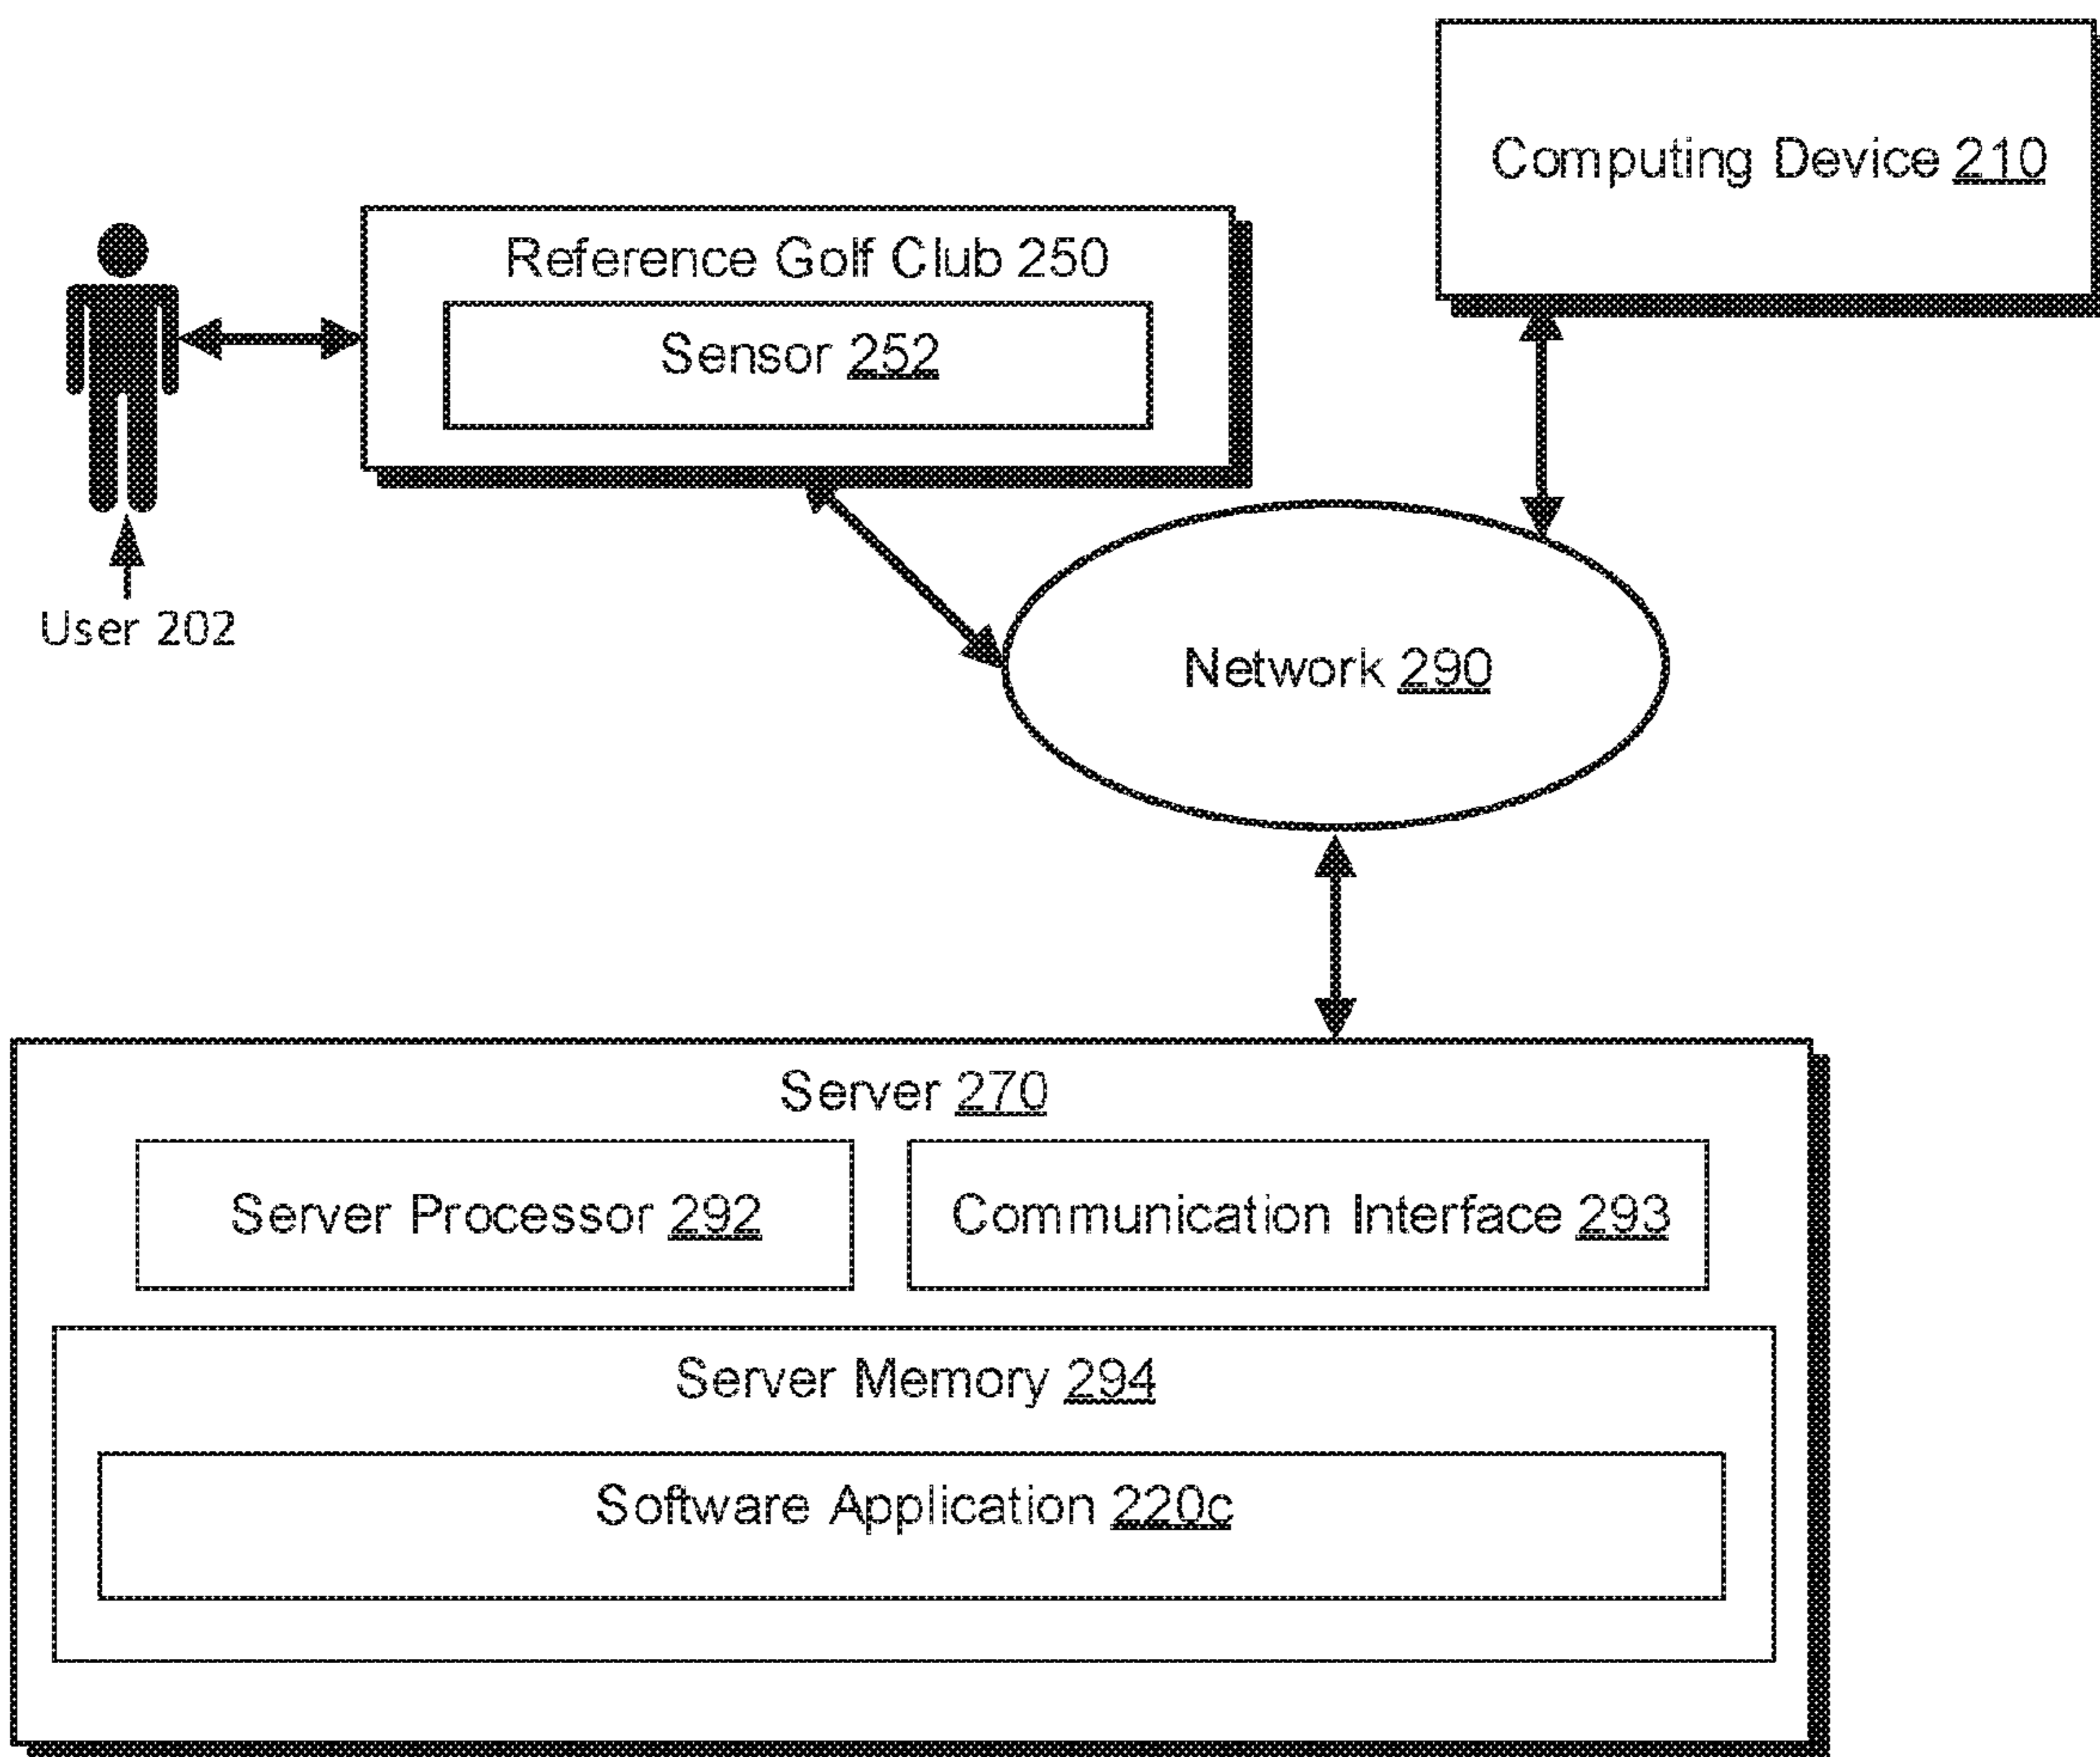 Computing Device 210
Reference Golf Club 250
Sensor 252
User 202
Network 290
Server 270
Server Processor 292
Communication Interface 293
Server Memory 294
Software Application 220c